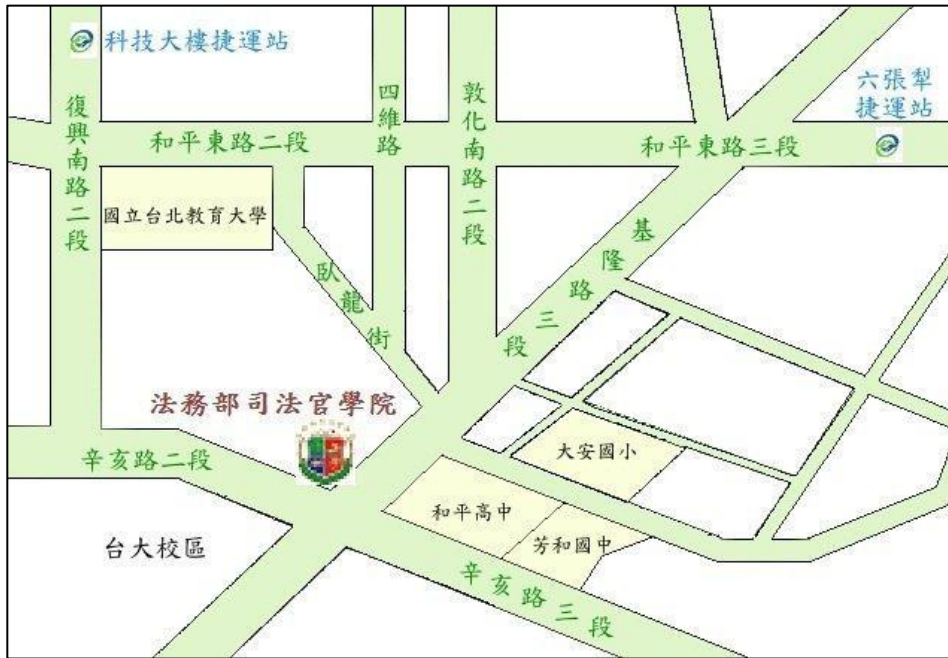 科技大樓捷運站
六張犁
捷運站
復興南路二段
四維路
敦化南路二段
和平東路二段
和平東路三段
國立台北教育大學
基隆路三段
臥龍街
法務部司法官學院
辛亥路二段
大安國小
和平高中
台大校區
芳和國中
辛亥路三段